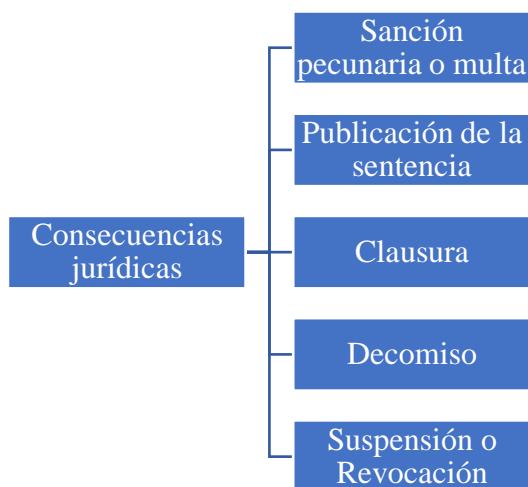 Sanción
pecunaria o multa
Publicación de la
sentencia
Consecuencias
jurídicas
Clausura
Decomiso
Suspensión o
Revocación